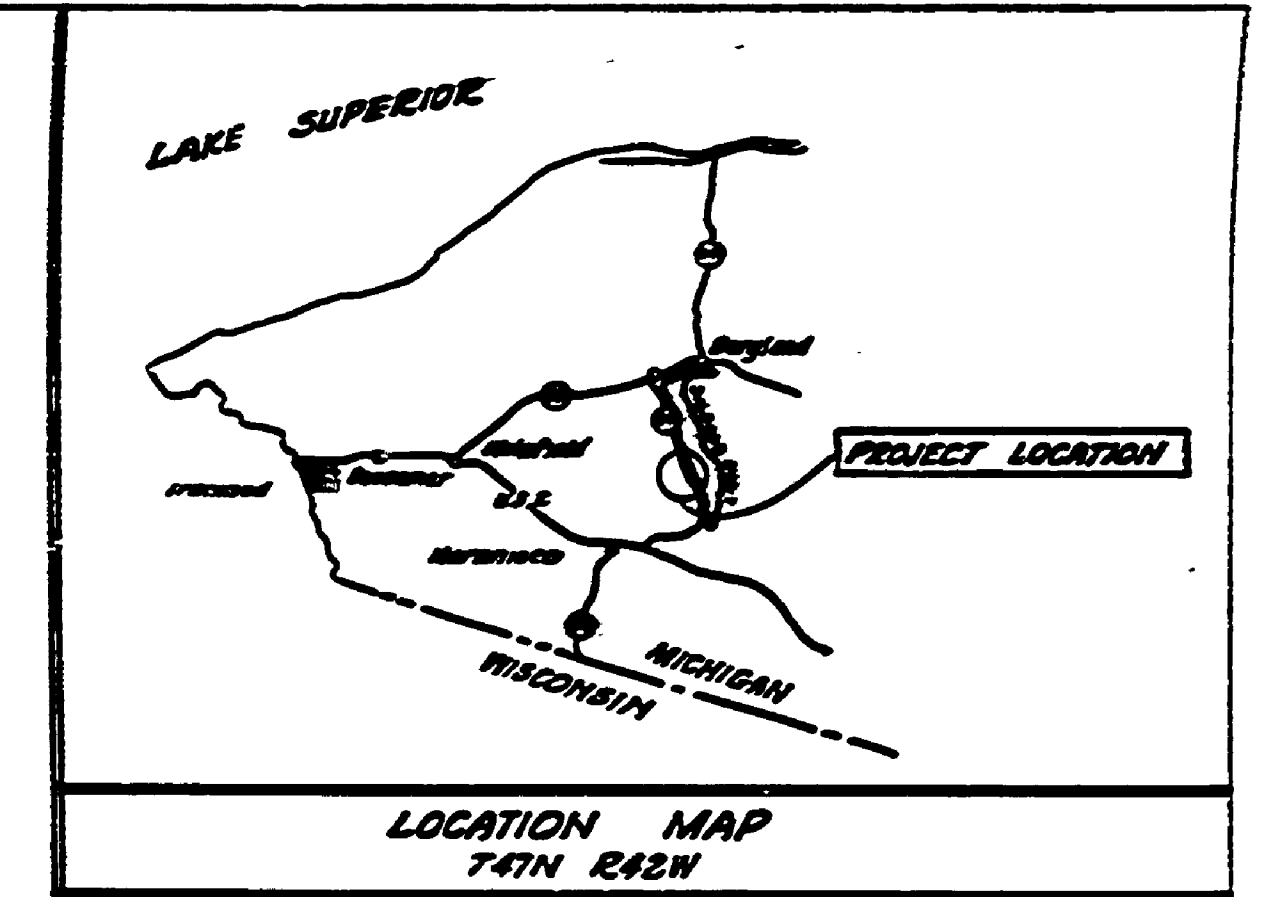 LAKE SUPERIOR
Bergland
Wakefield
Bessemer
Ironwood
U.S. 2
Marenisco
PROJECT LOCATION
MICHIGAN
WISCONSIN
LOCATION MAP
T47N R42W